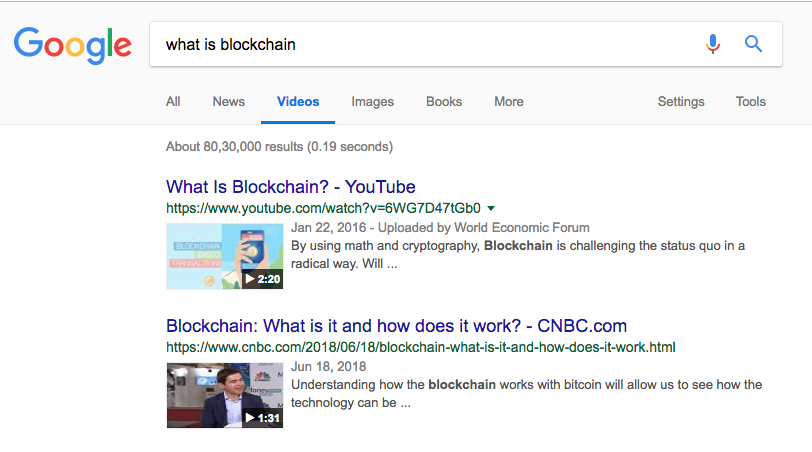 Google
what is blockchain
All News Videos Images Books More Settings Tools
About 80,30,000 results (0.19 seconds)
What Is Blockchain? - YouTube
https://www.youtube.com/watch?v=6WG7D47tGb0
Jan 22, 2016 - Uploaded by World Economic Forum
By using math and cryptography, Blockchain is challenging the status quo in a
radical way. Will ...
BLOCKCHAIN
BASED
TRANSACTIONS
2:20
Blockchain: What is it and how does it work? - CNBC.com
https://www.cnbc.com/2018/06/18/blockchain-what-is-it-and-how-does-it-work.html
Jun 18, 2018
Understanding how the blockchain works with bitcoin will allow us to see how the
technology can be ...
CNBC
1:31